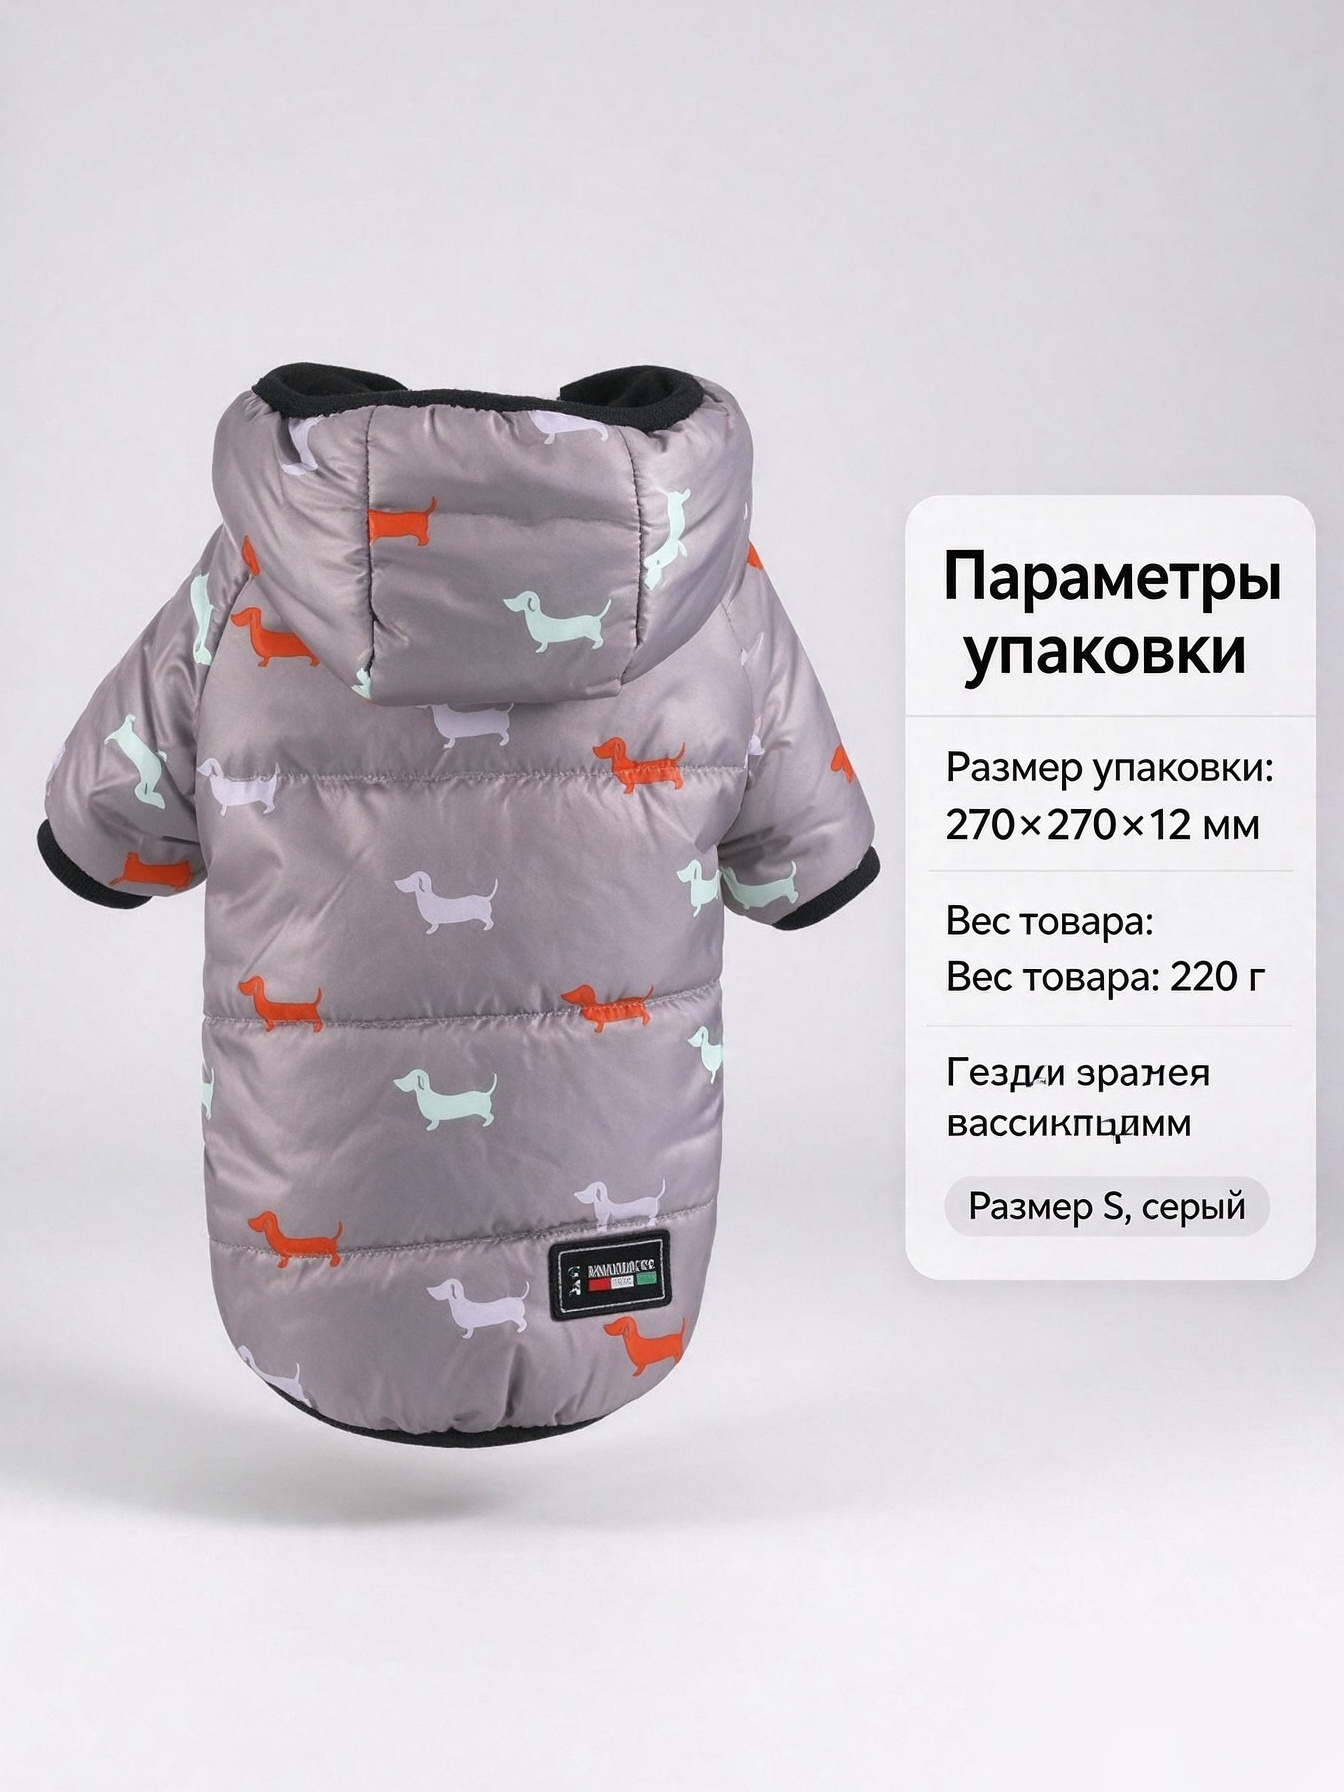 Параметры
упаковки
Размер упаковки:
270×270×12 мм
Вес товара:
Вес товара: 220 г
Размер S, серый